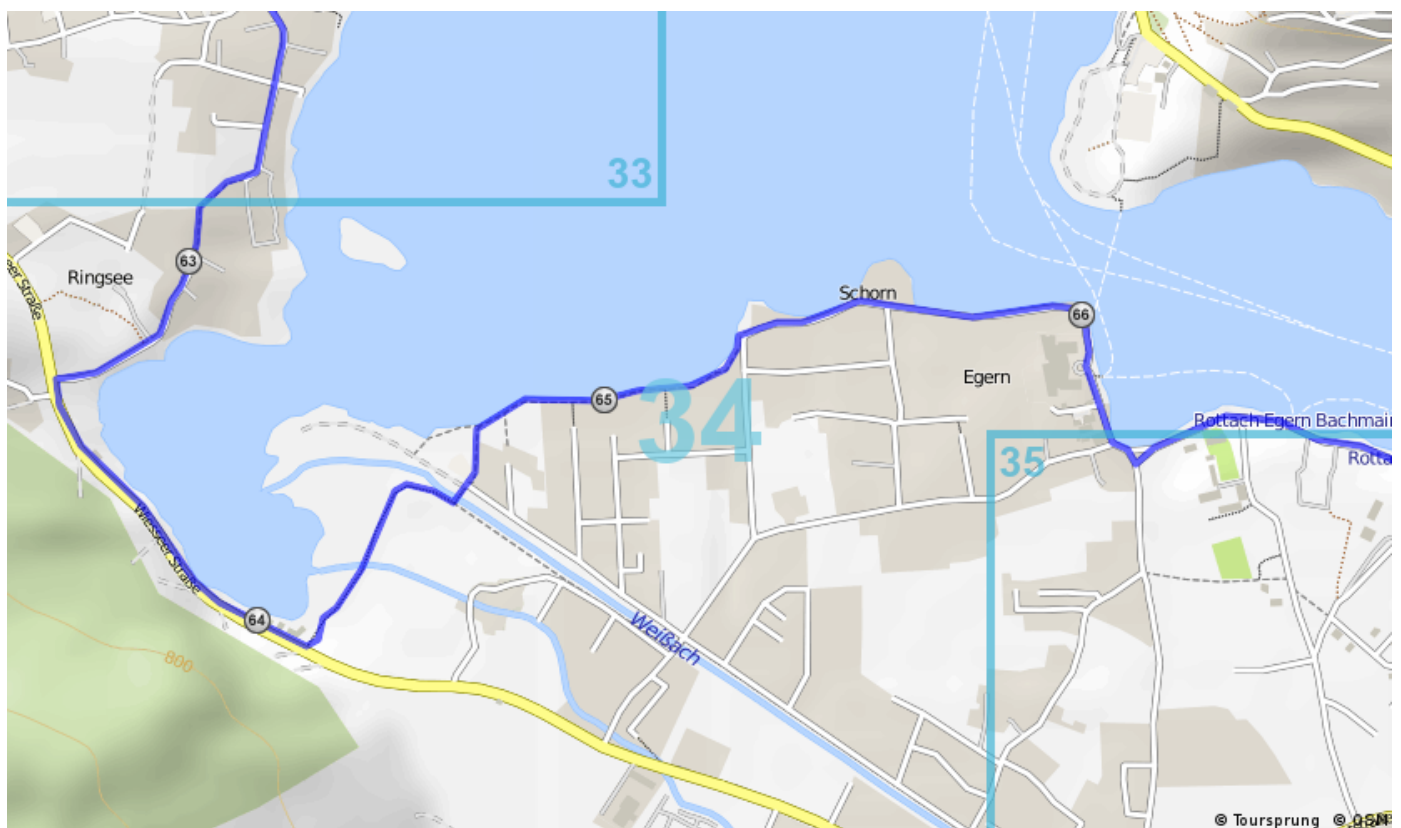 33
63
Ringsee
Schorn
66
Egern
65
34
Rottach Egern Bachmair
35
Rotta
Wiesseer Straße
64
Weißach
800
© Toursprung © OSM